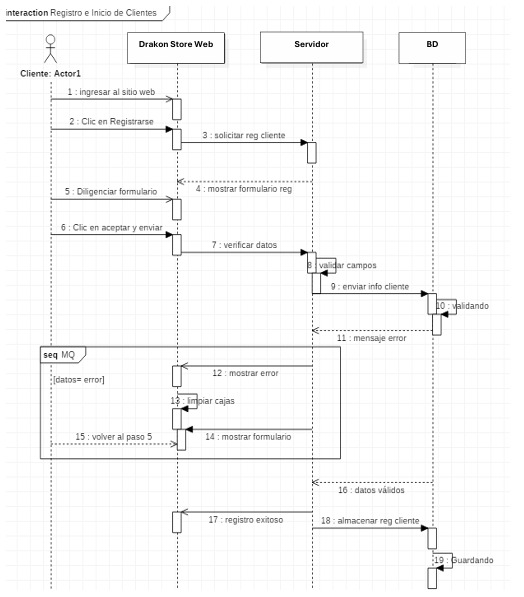 interaction Registro e Inicio de Clientes
Drakon Store Web
Servidor
BD
Cliente: Actor1
1 : ingresar al sitio web
2 : Clic en Registrarse
3 : solicitar reg cliente
4 : mostrar formulario reg
5 : Diligenciar formulario
6 : Clic en aceptar y enviar
7 : verificar datos
8 : validar campos
9 : enviar info cliente
10 : validando
11 : mensaje error
seq MQ
12 : mostrar error
[datos= error]
13 : limpiar cajas
14 : mostrar formulario
15 : volver al paso 5
16 : datos válidos
17 : registro exitoso
18 : almacenar reg cliente
19 : Guardando